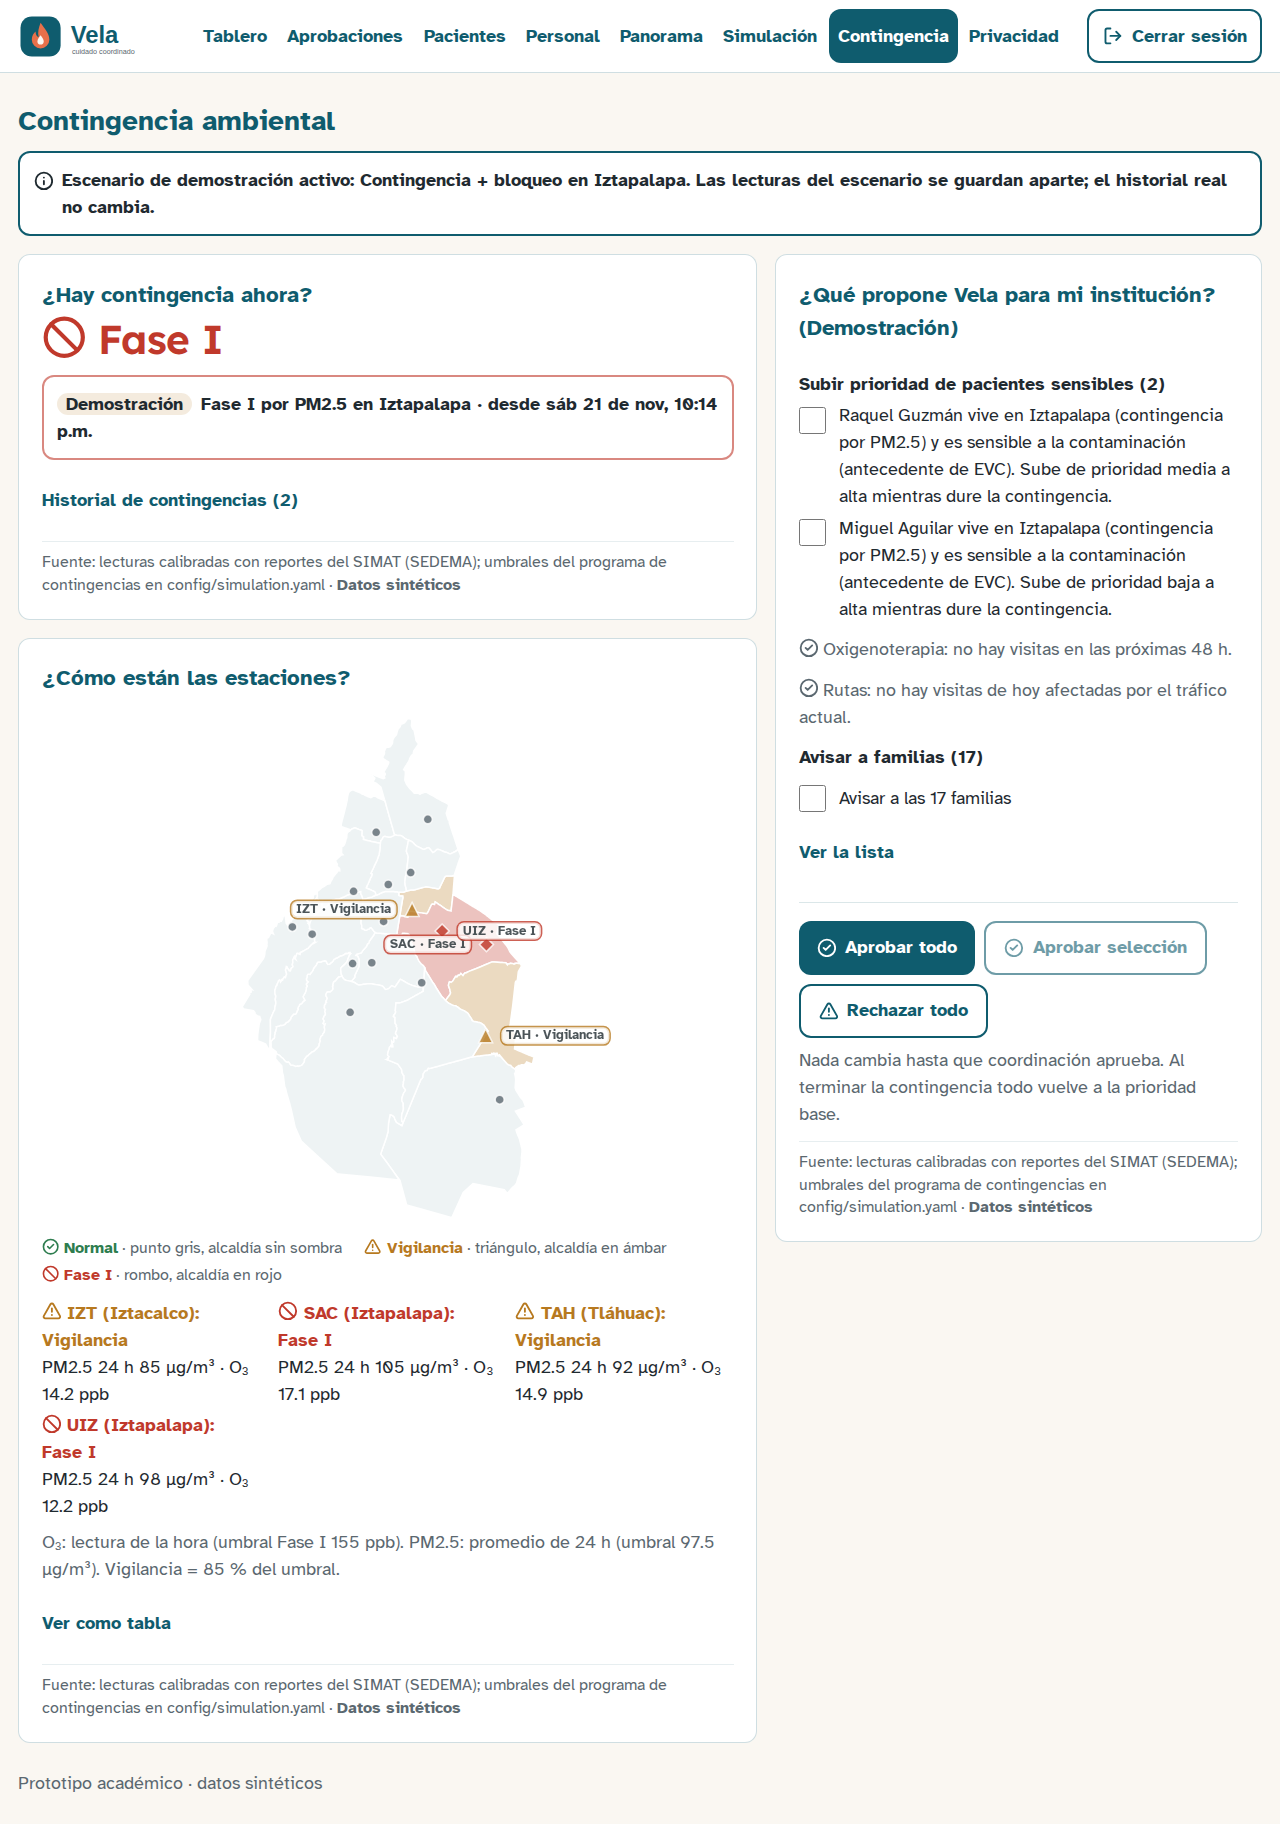 Vela
cuidado coordinado
Tablero
Aprobaciones
Pacientes
Personal
Panorama
Simulación
Contingencia
Privacidad
Cerrar sesión
Contingencia ambiental
Escenario de demostración activo: Contingencia + bloqueo en Iztapalapa. Las lecturas del escenario se guardan aparte; el historial real
no cambia.
¿Hay contingencia ahora?
Fase I
Demostración Fase I por PM2.5 en Iztapalapa · desde sáb 21 de nov, 10:14
p.m.
Historial de contingencias (2)
Fuente: lecturas calibradas con reportes del SIMAT (SEDEMA); umbrales del programa de
contingencias en config/simulation.yaml · Datos sintéticos
¿Cómo están las estaciones?
IZT · Vigilancia
UIZ · Fase I
SAC · Fase I
TAH · Vigilancia
Normal · punto gris, alcaldía sin sombra
Vigilancia · triángulo, alcaldía en ámbar
Fase I · rombo, alcaldía en rojo
IZT (Iztacalco):
Vigilancia
PM2.5 24 h 85 µg/m³ · O₃
14.2 ppb
SAC (Iztapalapa):
Fase I
PM2.5 24 h 105 µg/m³ · O₃
17.1 ppb
TAH (Tláhuac):
Vigilancia
PM2.5 24 h 92 µg/m³ · O₃
14.9 ppb
UIZ (Iztapalapa):
Fase I
PM2.5 24 h 98 µg/m³ · O₃
12.2 ppb
O₃: lectura de la hora (umbral Fase I 155 ppb). PM2.5: promedio de 24 h (umbral 97.5
µg/m³). Vigilancia = 85 % del umbral.
Ver como tabla
Fuente: lecturas calibradas con reportes del SIMAT (SEDEMA); umbrales del programa de
contingencias en config/simulation.yaml · Datos sintéticos
¿Qué propone Vela para mi institución?
(Demostración)
Subir prioridad de pacientes sensibles (2)
Raquel Guzmán vive en Iztapalapa (contingencia
por PM2.5) y es sensible a la contaminación
(antecedente de EVC). Sube de prioridad media a
alta mientras dure la contingencia.
Miguel Aguilar vive en Iztapalapa (contingencia
por PM2.5) y es sensible a la contaminación
(antecedente de EVC). Sube de prioridad baja a
alta mientras dure la contingencia.
Oxigenoterapia: no hay visitas en las próximas 48 h.
Rutas: no hay visitas de hoy afectadas por el tráfico
actual.
Avisar a familias (17)
Avisar a las 17 familias
Ver la lista
Aprobar todo
Aprobar selección
Rechazar todo
Nada cambia hasta que coordinación aprueba. Al
terminar la contingencia todo vuelve a la prioridad
base.
Fuente: lecturas calibradas con reportes del SIMAT (SEDEMA);
umbrales del programa de contingencias en
config/simulation.yaml · Datos sintéticos
Prototipo académico · datos sintéticos